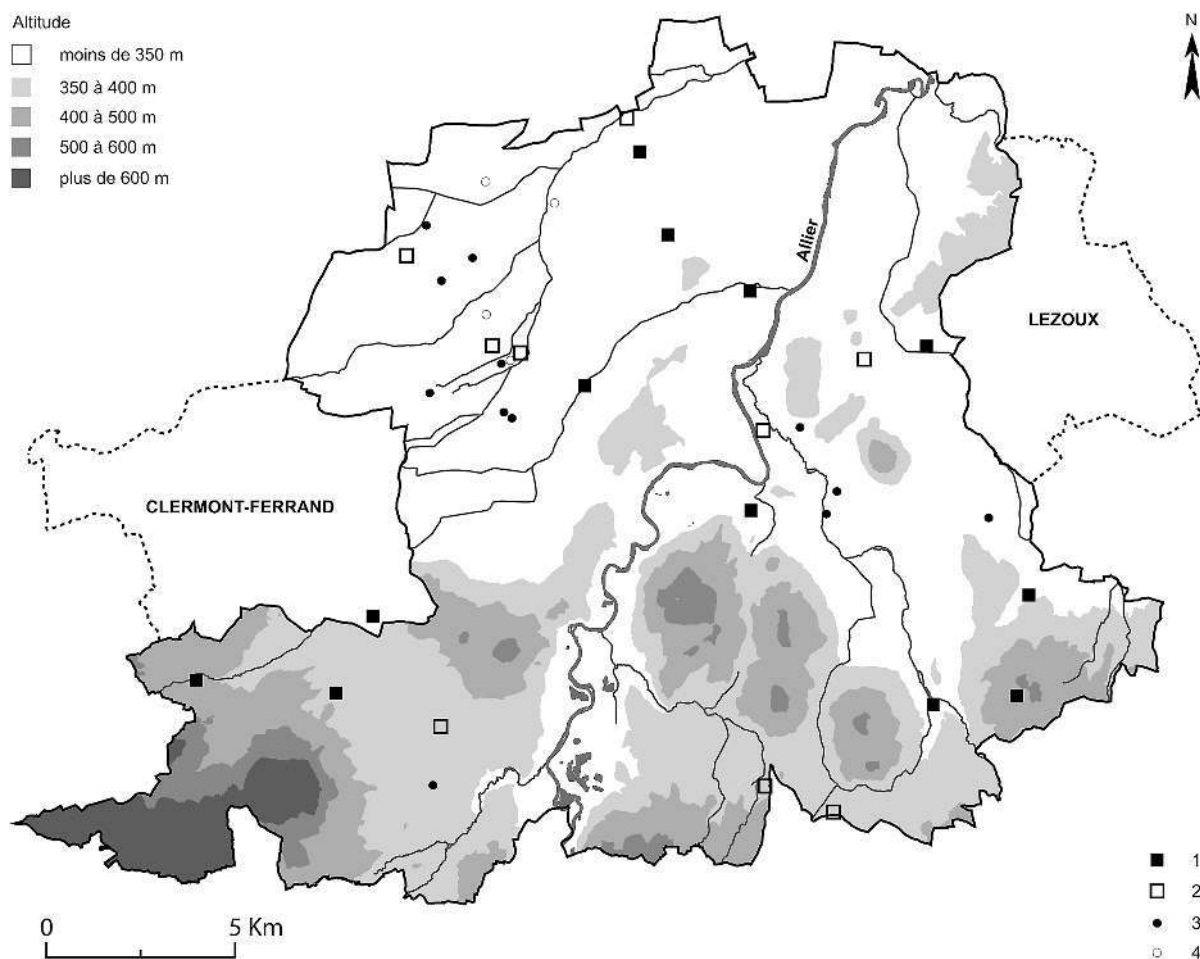 Altitude
moins de 350 m
350 à 400 m
400 à 500 m
500 à 600 m
plus de 600 m
N
Allier
LEZOUX
CLERMONT-FERRAND
1
2
3
4
0 5 Km